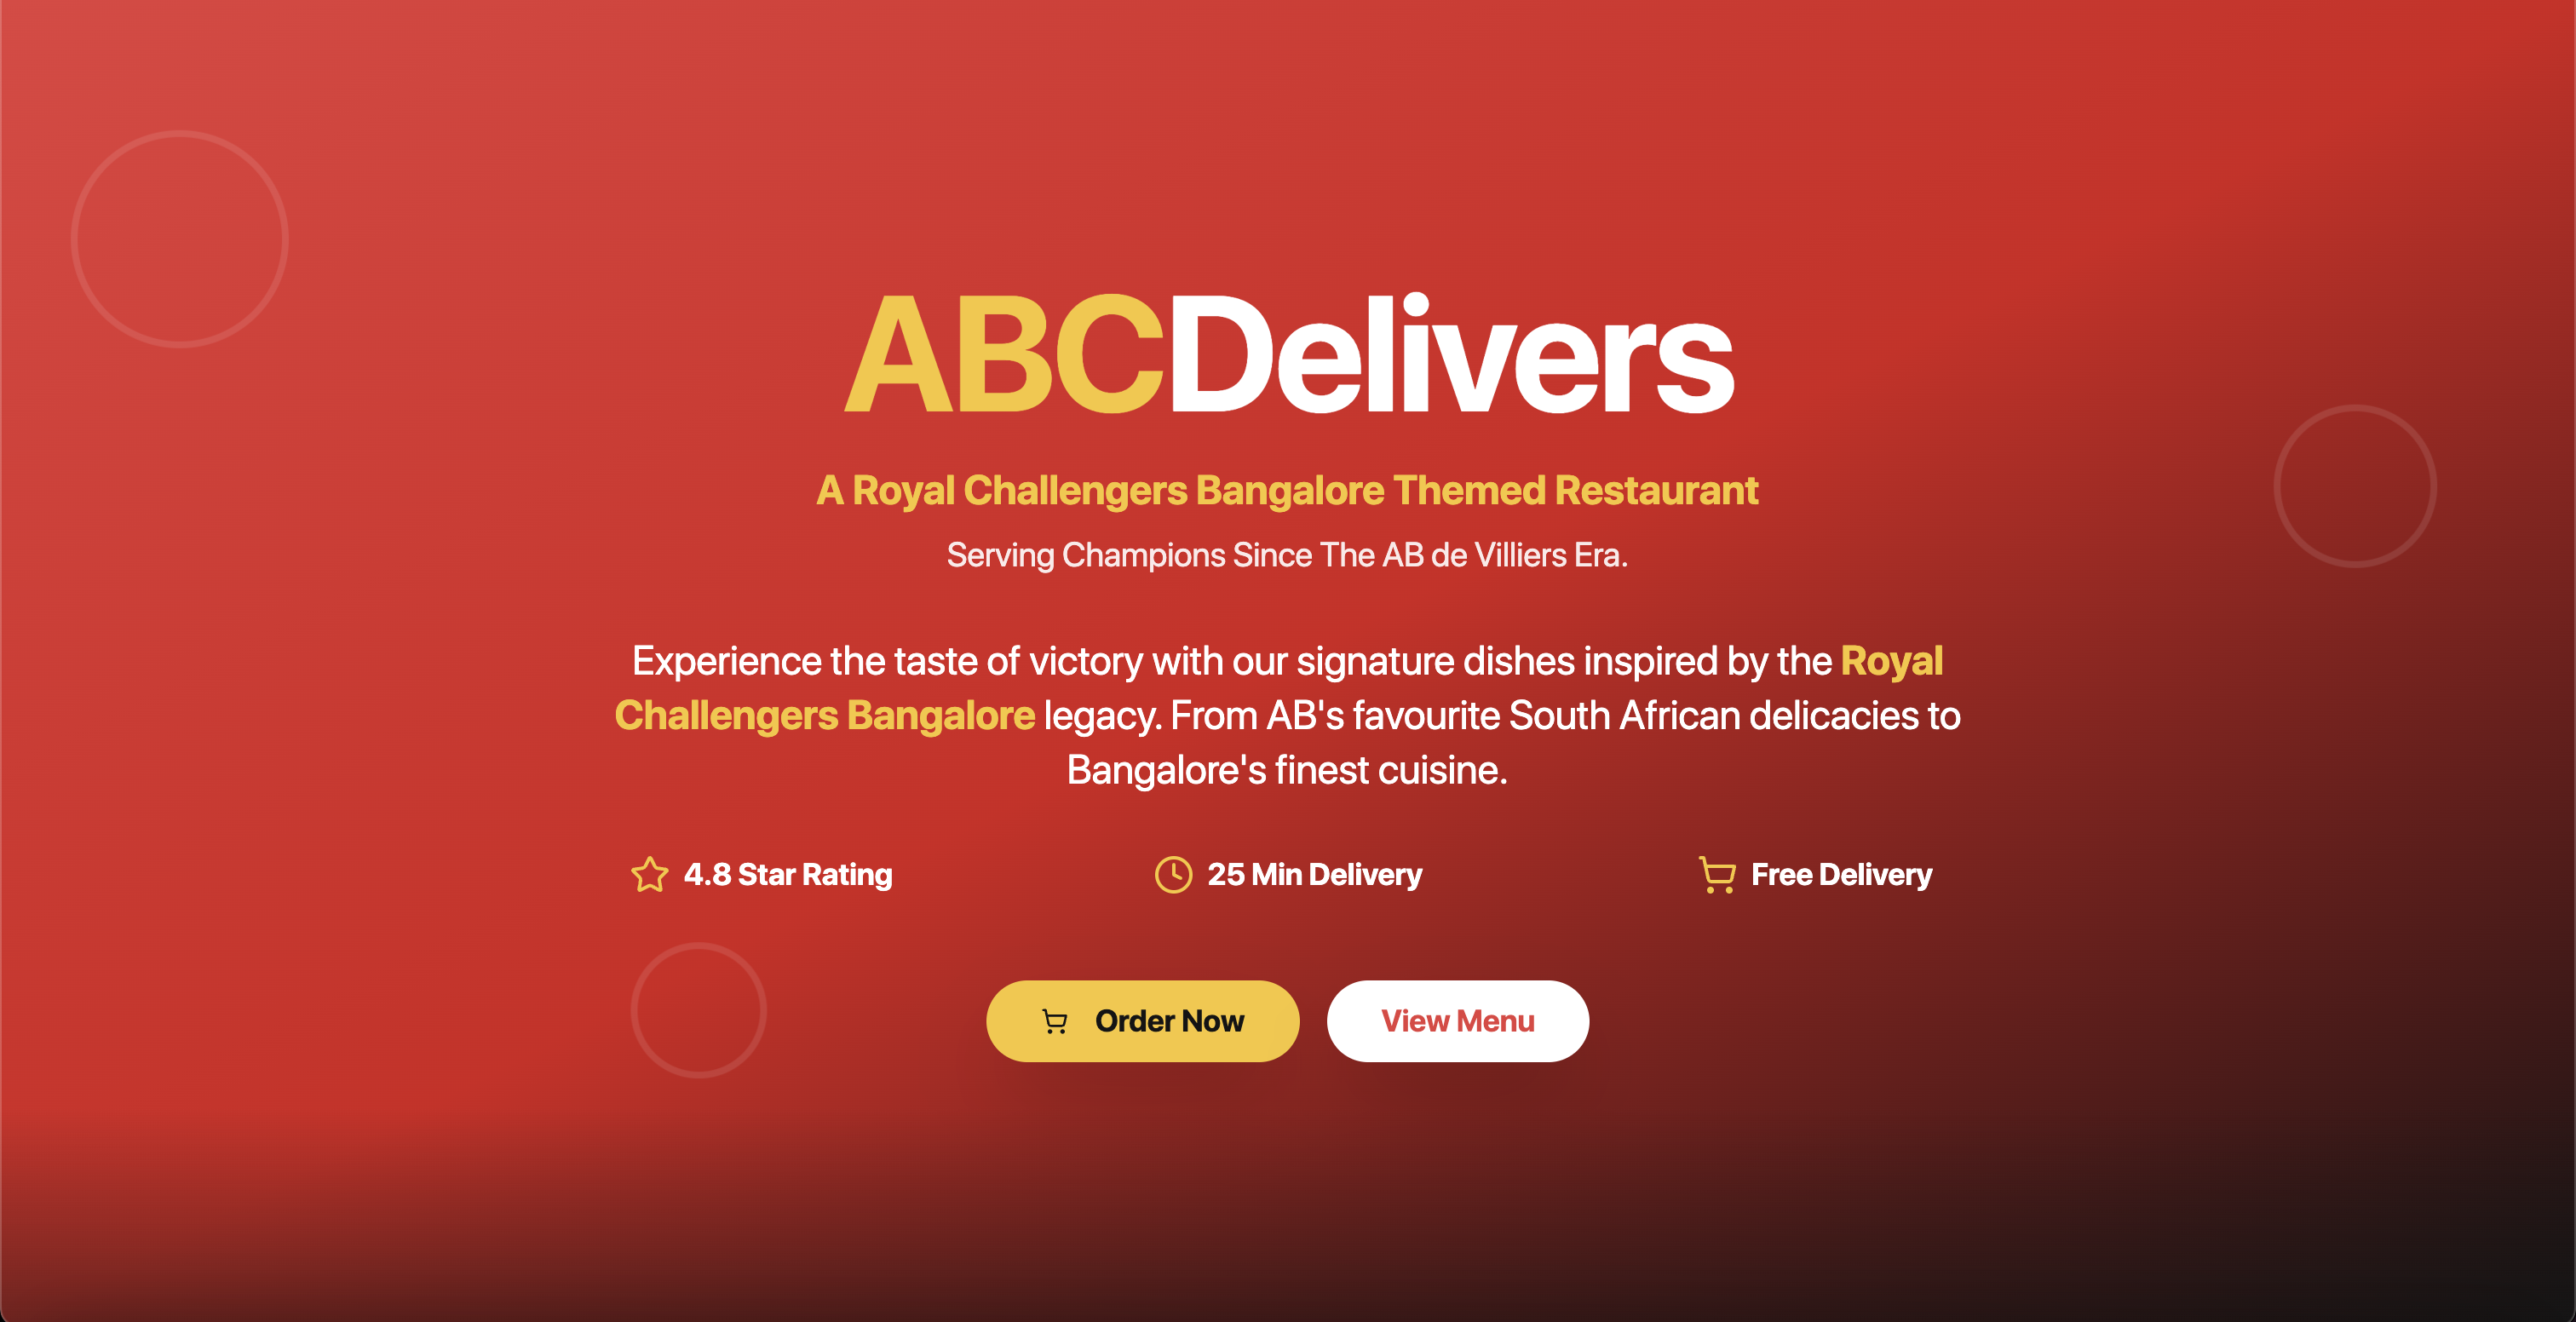 ABCDelivers
A Royal Challengers Bangalore Themed Restaurant
Serving Champions Since The AB de Villiers Era.
Experience the taste of victory with our signature dishes inspired by the Royal
Challengers Bangalore legacy. From AB's favourite South African delicacies to
Bangalore's finest cuisine.
4.8 Star Rating
25 Min Delivery
Free Delivery
Order Now
View Menu